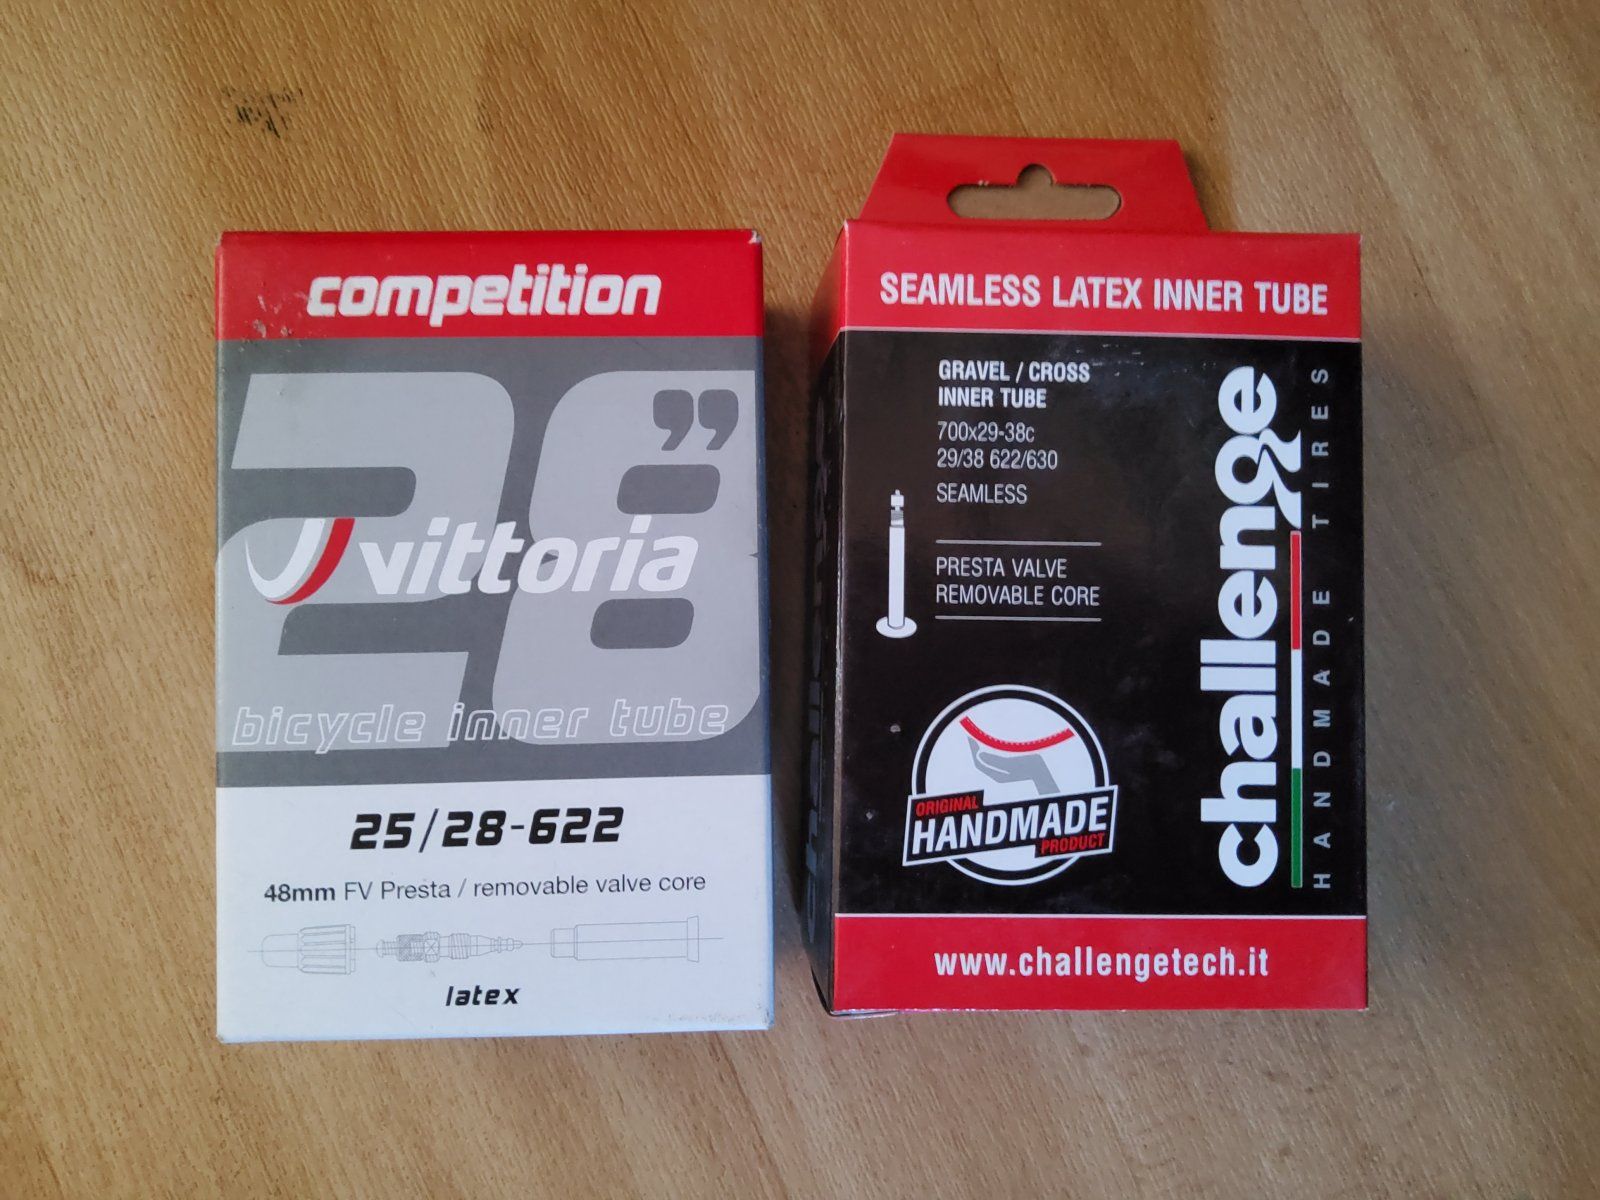 competition
28”
vittoria
bicycle inner tube
25/28-622
48mm FV Presta / removable valve core
latex
SEAMLESS LATEX INNER TUBE
GRAVEL / CROSS
INNER TUBE
700x29-38c
29/38 622/630
SEAMLESS
PRESTA VALVE
REMOVABLE CORE
ORIGINAL
HANDMADE
PRODUCT
challenge
HANDMADE TIRES
www.challengetech.it